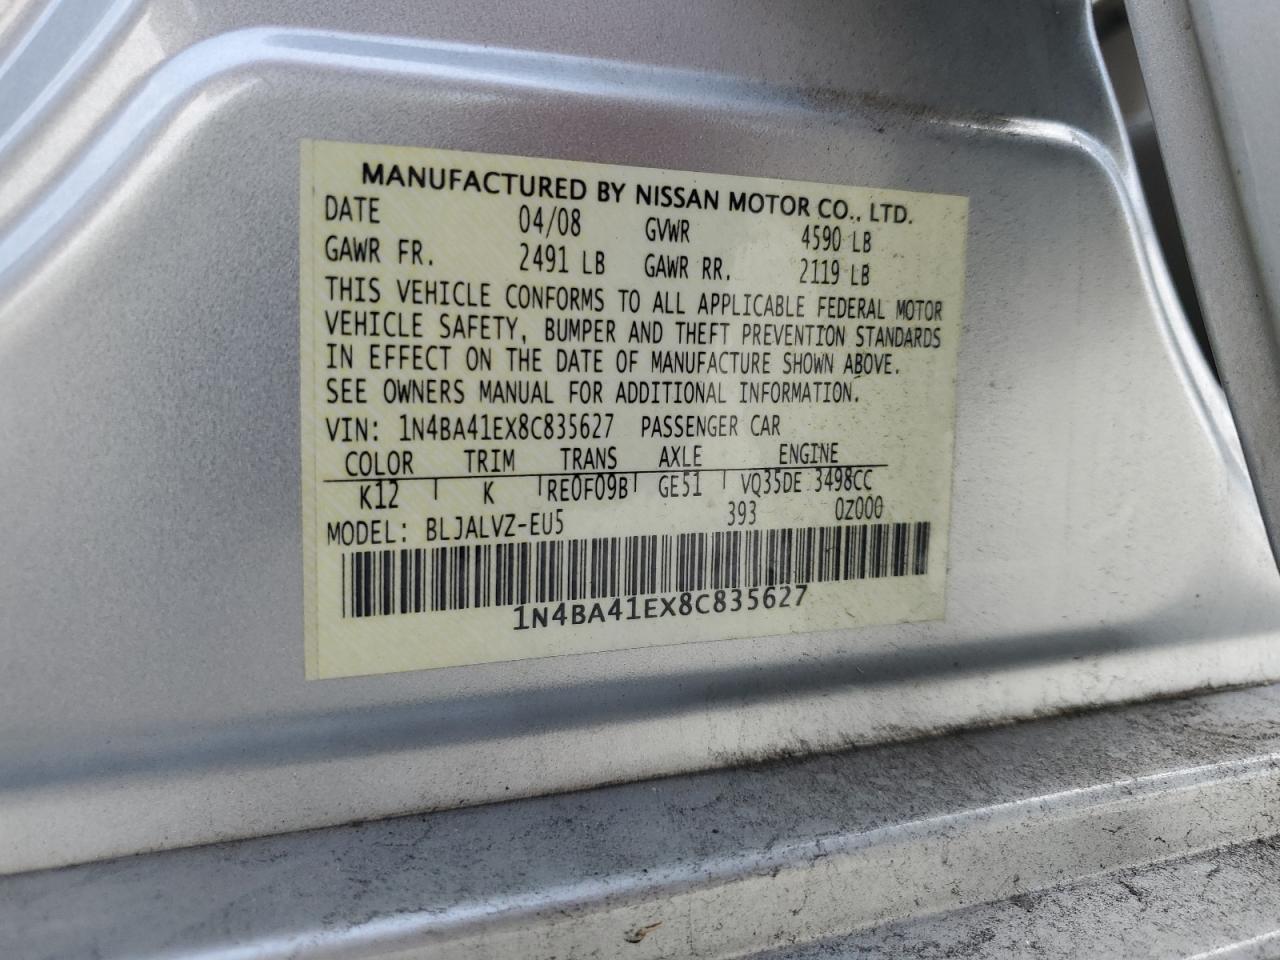 MANUFACTURED BY NISSAN MOTOR CO., LTD.
DATE 04/08 GVWR 4590 LB
GAWR FR. 2491 LB GAWR RR. 2119 LB
THIS VEHICLE CONFORMS TO ALL APPLICABLE FEDERAL MOTOR
VEHICLE SAFETY, BUMPER AND THEFT PREVENTION STANDARDS
IN EFFECT ON THE DATE OF MANUFACTURE SHOWN ABOVE.
SEE OWNERS MANUAL FOR ADDITIONAL INFORMATION.
VIN: 1N4BA41EX8C835627 PASSENGER CAR
COLOR TRIM TRANS AXLE ENGINE
K12 K RE0F09B GE51 VQ35DE 3498CC
MODEL: BLJALVZ-EU5 393 0Z000
1N4BA41EX8C835627